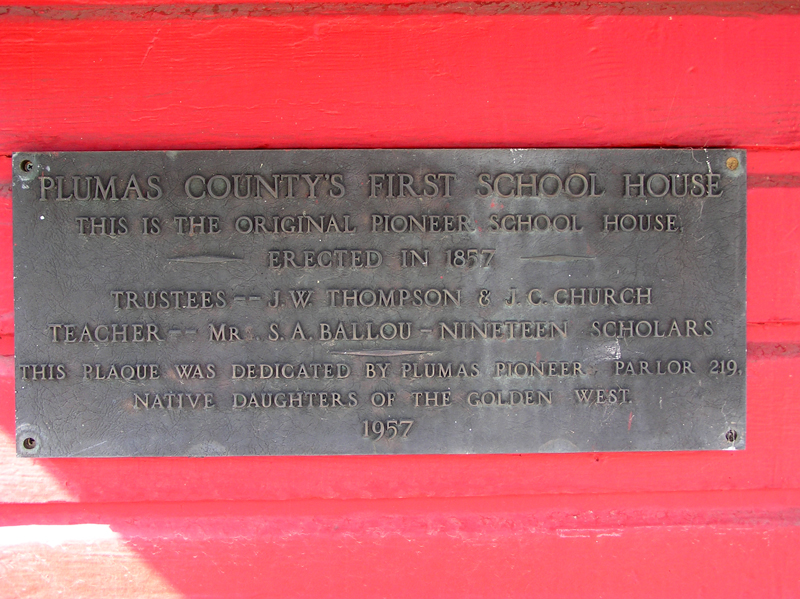 PLUMAS COUNTY'S FIRST SCHOOL HOUSE
THIS IS THE ORIGINAL PIONEER SCHOOL HOUSE,
ERECTED IN 1857
TRUSTEES -- J.W. THOMPSON & J.C. CHURCH
TEACHER -- MR. S.A. BALLOU - NINETEEN SCHOLARS
THIS PLAQUE WAS DEDICATED BY PLUMAS PIONEER, PARLOR 219,
NATIVE DAUGHTERS OF THE GOLDEN WEST.
1957